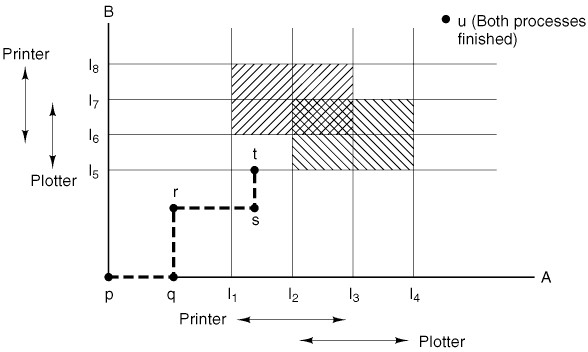 B
u (Both processes
finished)
Printer
I8
I7
I6
I5
Plotter
t
r
s
A
p
q
I1
I2
I3
I4
Printer
Plotter